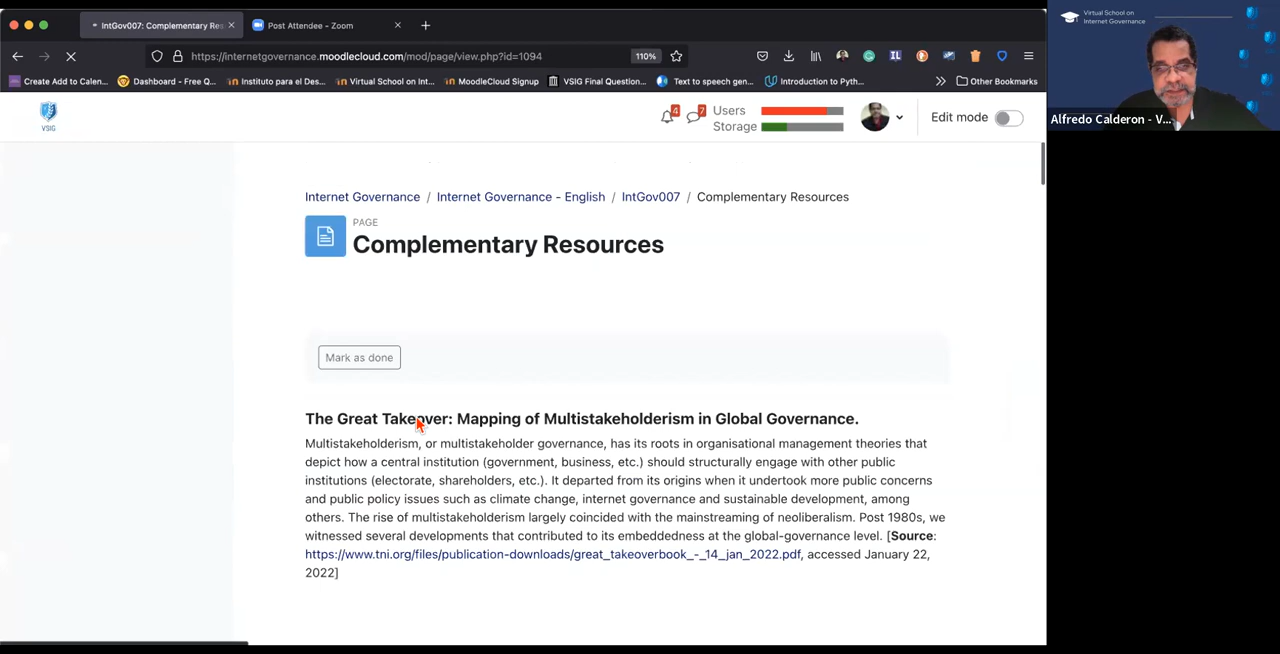 IntGov007: Complementary Res
Post Attendee - Zoom
https://internetgovernance.moodlecloud.com/mod/page/view.php?id=1094
110%
IL
Create Add to Calen...
Dashboard - Free Q...
Instituto para el Des...
Virtual School on Int...
MoodleCloud Signup
VSIG Final Question...
Text to speech gen...
Introduction to Pyth...
Other Bookmarks
VSIG
4
7
Users
Storage
Edit mode
Internet Governance / Internet Governance - English / IntGov007 / Complementary Resources
PAGE
Complementary Resources
Mark as done
The Great Takeover: Mapping of Multistakeholderism in Global Governance.
Multistakeholderism, or multistakeholder governance, has its roots in organisational management theories that
depict how a central institution (government, business, etc.) should structurally engage with other public
institutions (electorate, shareholders, etc.). It departed from its origins when it undertook more public concerns
and public policy issues such as climate change, internet governance and sustainable development, among
others. The rise of multistakeholderism largely coincided with the mainstreaming of neoliberalism. Post 1980s, we
witnessed several developments that contributed to its embeddedness at the global-governance level. [Source:
https://www.tni.org/files/publication-downloads/great_takeoverbook_-_14_jan_2022.pdf, accessed January 22,
2022]
Virtual School on
Internet Governance
Alfredo Calderon - V...